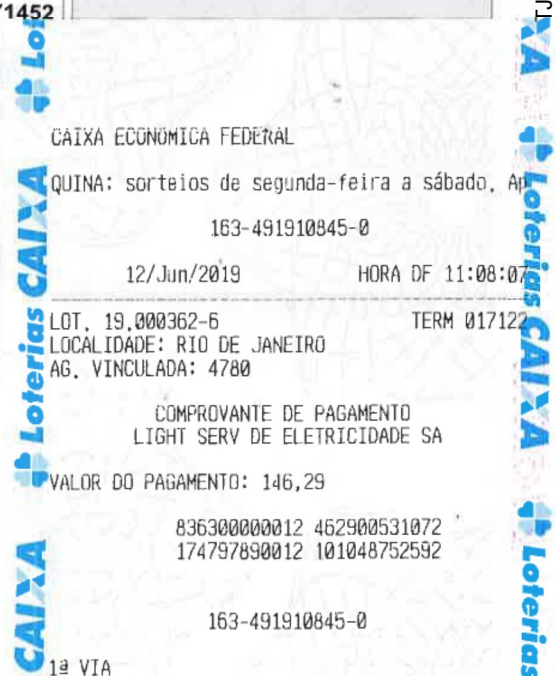 71452
CAIXA ECONÔMICA FEDERAL
QUINA: sorteios de segunda-feira a sábado. Ap
163-491910845-0
12/Jun/2019 HORA DF 11:08:07
LOT. 19.000362-6 TERM 017122
LOCALIDADE: RIO DE JANEIRO
AG. VINCULADA: 4780
COMPROVANTE DE PAGAMENTO
LIGHT SERV DE ELETRICIDADE SA
VALOR DO PAGAMENTO: 146,29
836300000012 462900531072
174797890012 101048752592
163-491910845-0
1ª VIA
CAIXA Loterias CAIXA Lot
XA Loterias CAIXA Loterias